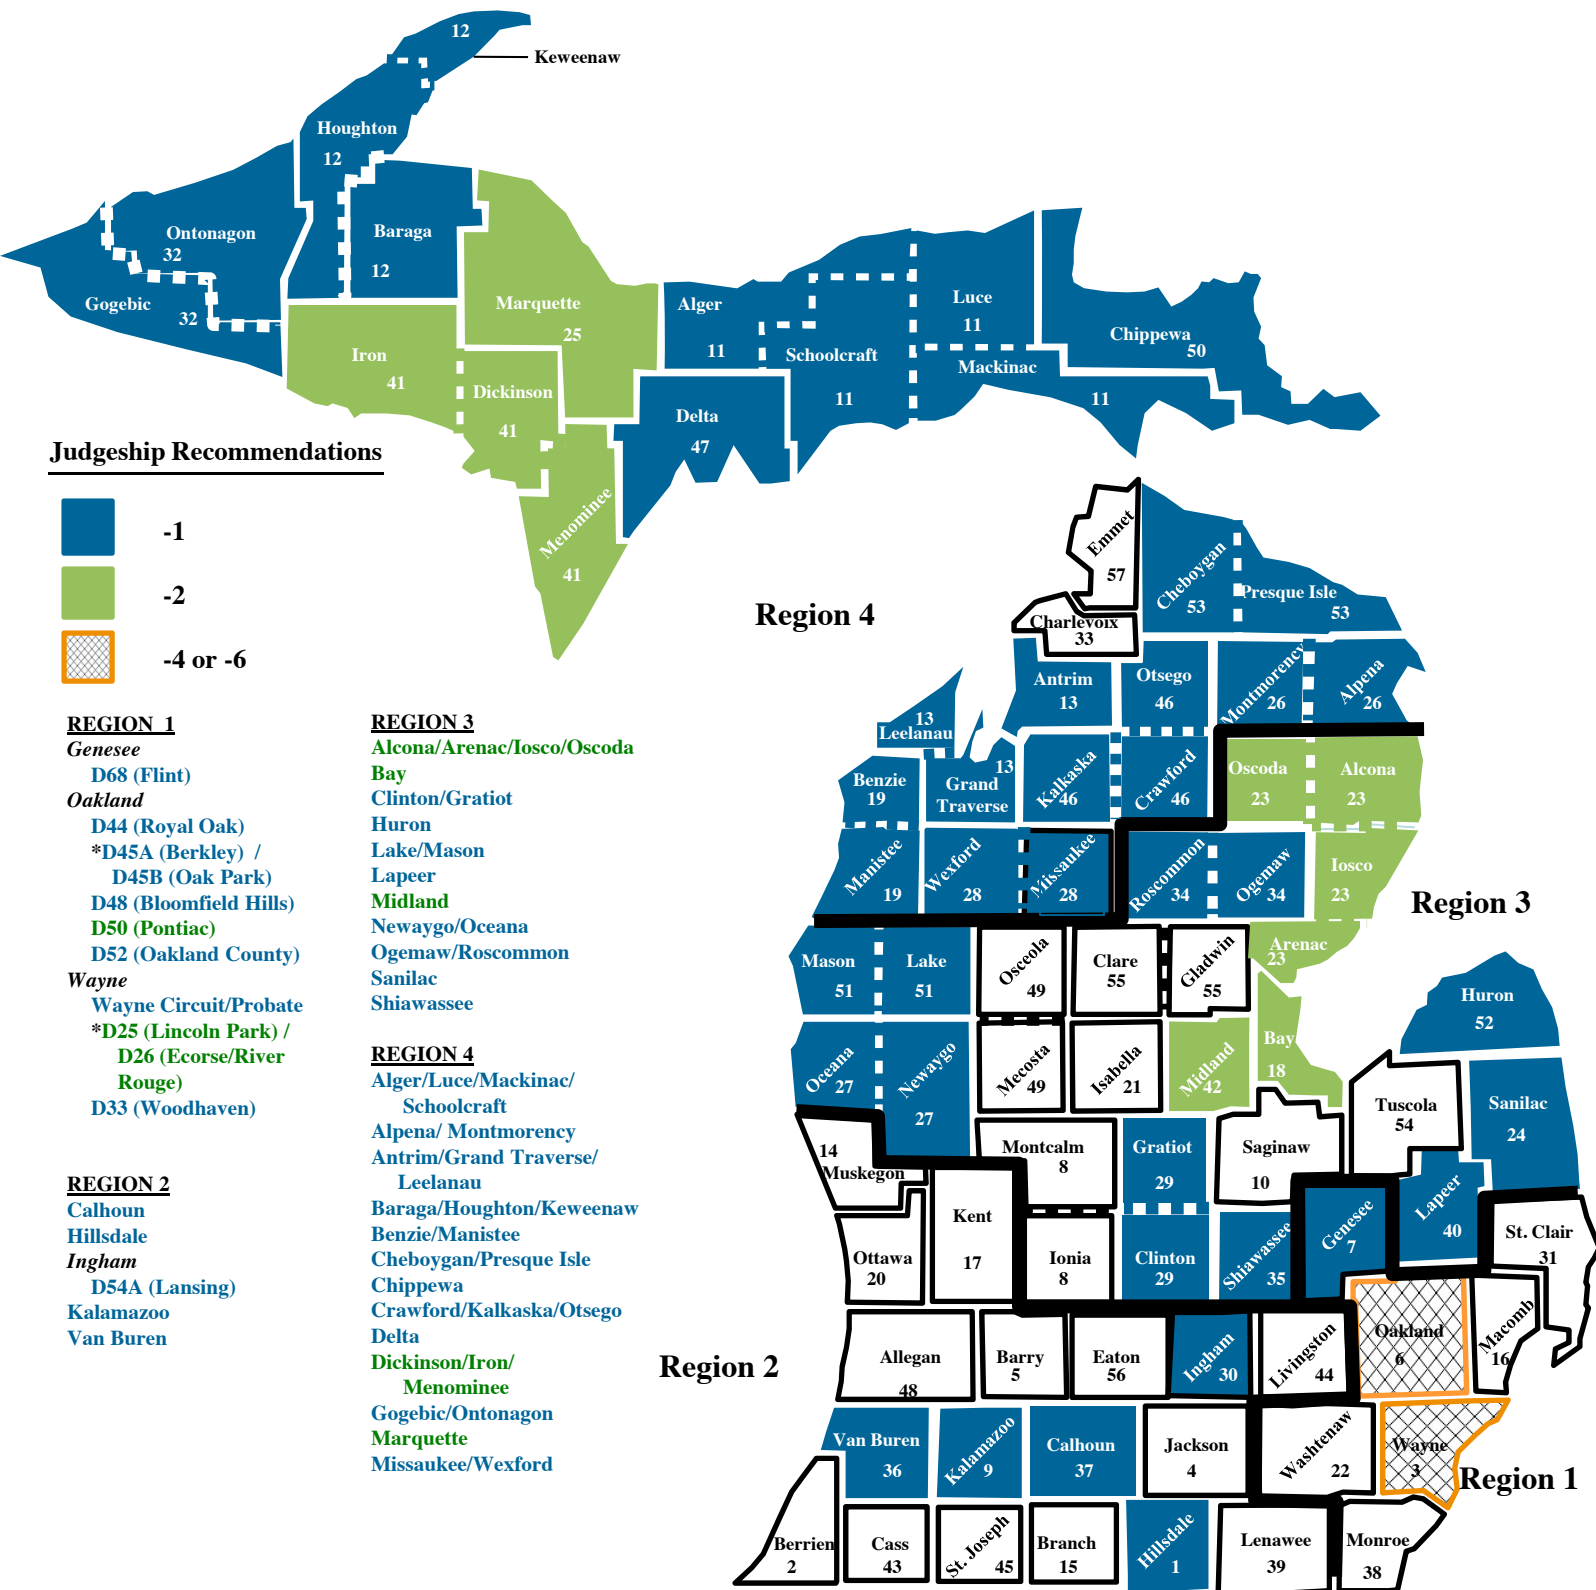 12
Keweenaw
Houghton
12
Ontonagon
32
Baraga
12
Gogebic
32
Marquette
25
Iron
41
Dickinson
41
Menominee
41
Alger
11
Schoolcraft
11
Luce
11
Mackinac
11
Chippewa
50
Delta
47
Judgeship Recommendations
-1
-2
-4 or -6
REGION 1
Genesee
D68 (Flint)
Oakland
D44 (Royal Oak)
*D45A (Berkley) /
D45B (Oak Park)
D48 (Bloomfield Hills)
D50 (Pontiac)
D52 (Oakland County)
Wayne
Wayne Circuit/Probate
*D25 (Lincoln Park) /
D26 (Ecorse/River
Rouge)
D33 (Woodhaven)
REGION 2
Calhoun
Hillsdale
Ingham
D54A (Lansing)
Kalamazoo
Van Buren
REGION 3
Alcona/Arenac/Iosco/Oscoda
Bay
Clinton/Gratiot
Huron
Lake/Mason
Lapeer
Midland
Newaygo/Oceana
Ogemaw/Roscommon
Sanilac
Shiawassee
REGION 4
Alger/Luce/Mackinac/
Schoolcraft
Alpena/ Montmorency
Antrim/Grand Traverse/
Leelanau
Baraga/Houghton/Keweenaw
Benzie/Manistee
Cheboygan/Presque Isle
Chippewa
Crawford/Kalkaska/Otsego
Delta
Dickinson/Iron/
Menominee
Gogebic/Ontonagon
Marquette
Missaukee/Wexford
Region 4
Emmet
57
Cheboygan
53
Presque Isle
53
Charlevoix
33
Antrim
13
Otsego
46
Montmorency
26
Alpena
26
13
Leelanau
Benzie
19
13
Grand
Traverse
Kalkaska
46
Crawford
46
Oscoda
23
Alcona
23
Manistee
19
Wexford
28
Missaukee
28
Roscommon
34
Ogemaw
34
Iosco
23
Region 3
Mason
51
Lake
51
Osceola
49
Clare
55
Gladwin
55
Arenac
23
Huron
52
Oceana
27
Newaygo
27
Mecosta
49
Isabella
21
Midland
42
Bay
18
Tuscola
54
Sanilac
24
14
Muskegon
Montcalm
8
Gratiot
29
Saginaw
10
Kent
17
Ottawa
20
Ionia
8
Clinton
29
Shiawassee
35
Genesee
7
Lapeer
40
St. Clair
31
Region 2
Allegan
48
Barry
5
Eaton
56
Ingham
30
Livingston
44
Oakland
6
Macomb
16
Van Buren
36
Kalamazoo
9
Calhoun
37
Jackson
4
Washtenaw
22
Wayne
3
Region 1
Berrien
2
Cass
43
St. Joseph
45
Branch
15
Hillsdale
1
Lenawee
39
Monroe
38